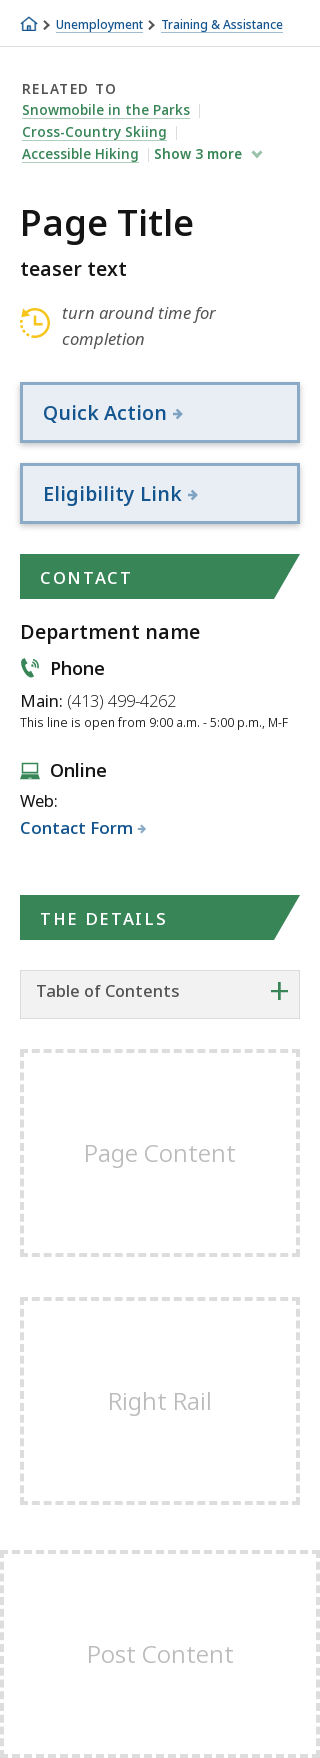 Unemployment Training & Assistance
RELATED TO
Snowmobile in the Parks
Cross-Country Skiing
Accessible Hiking Show 3 more
Page Title
teaser text
turn around time for
completion
Quick Action
Eligibility Link
CONTACT
Department name
Phone
Main: (413) 499-4262
This line is open from 9:00 a.m. - 5:00 p.m., M-F
Online
Web:
Contact Form
THE DETAILS
Table of Contents
Page Content
Right Rail
Post Content